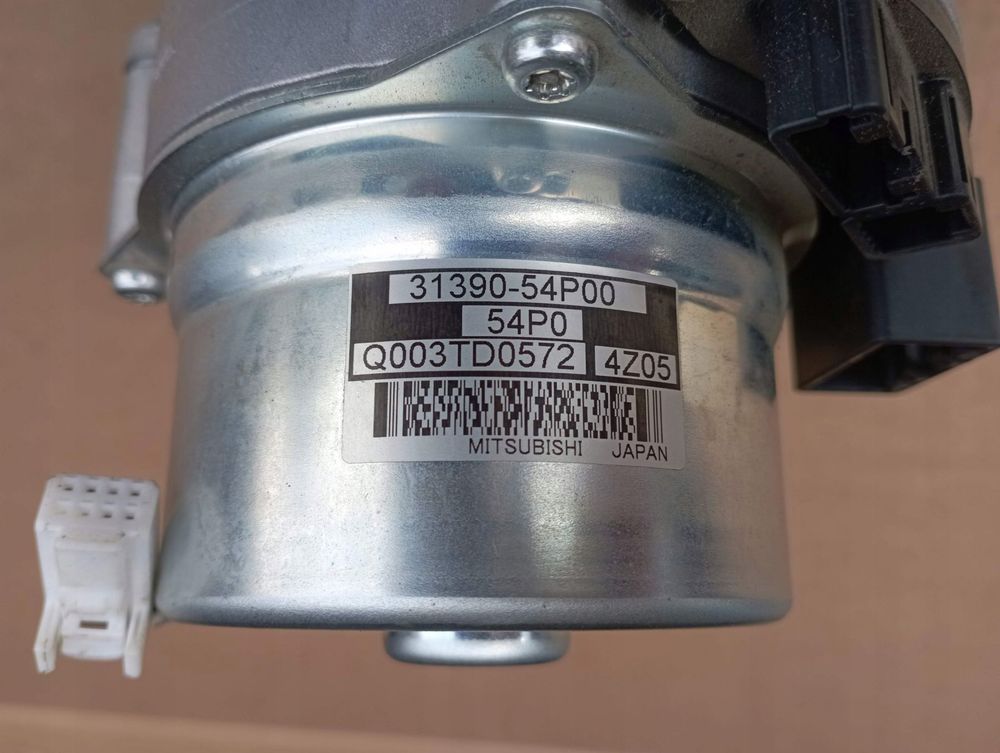 31390-54P00
54P0
Q003TD0572 4Z05
MITSUBISHI JAPAN